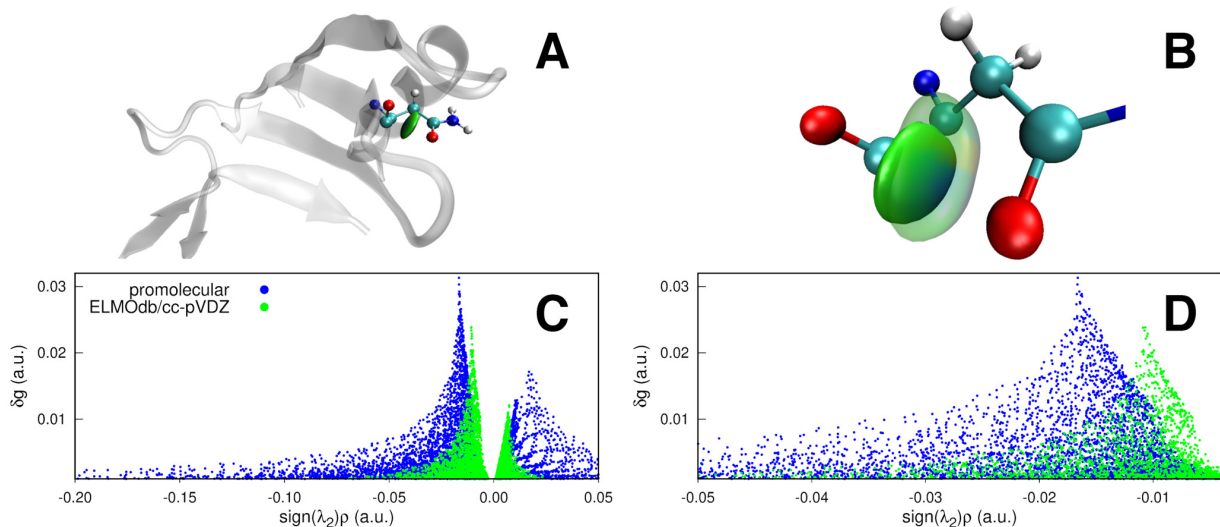 A
B
C
promolecular
ELMOdb/cc-pVDZ
δg (a.u.)
0.03
0.02
0.01
-0.20 -0.15 -0.10 -0.05 0.00 0.05
sign(λ₂)ρ (a.u.)
D
δg (a.u.)
0.03
0.02
0.01
-0.05 -0.04 -0.03 -0.02 -0.01
sign(λ₂)ρ (a.u.)